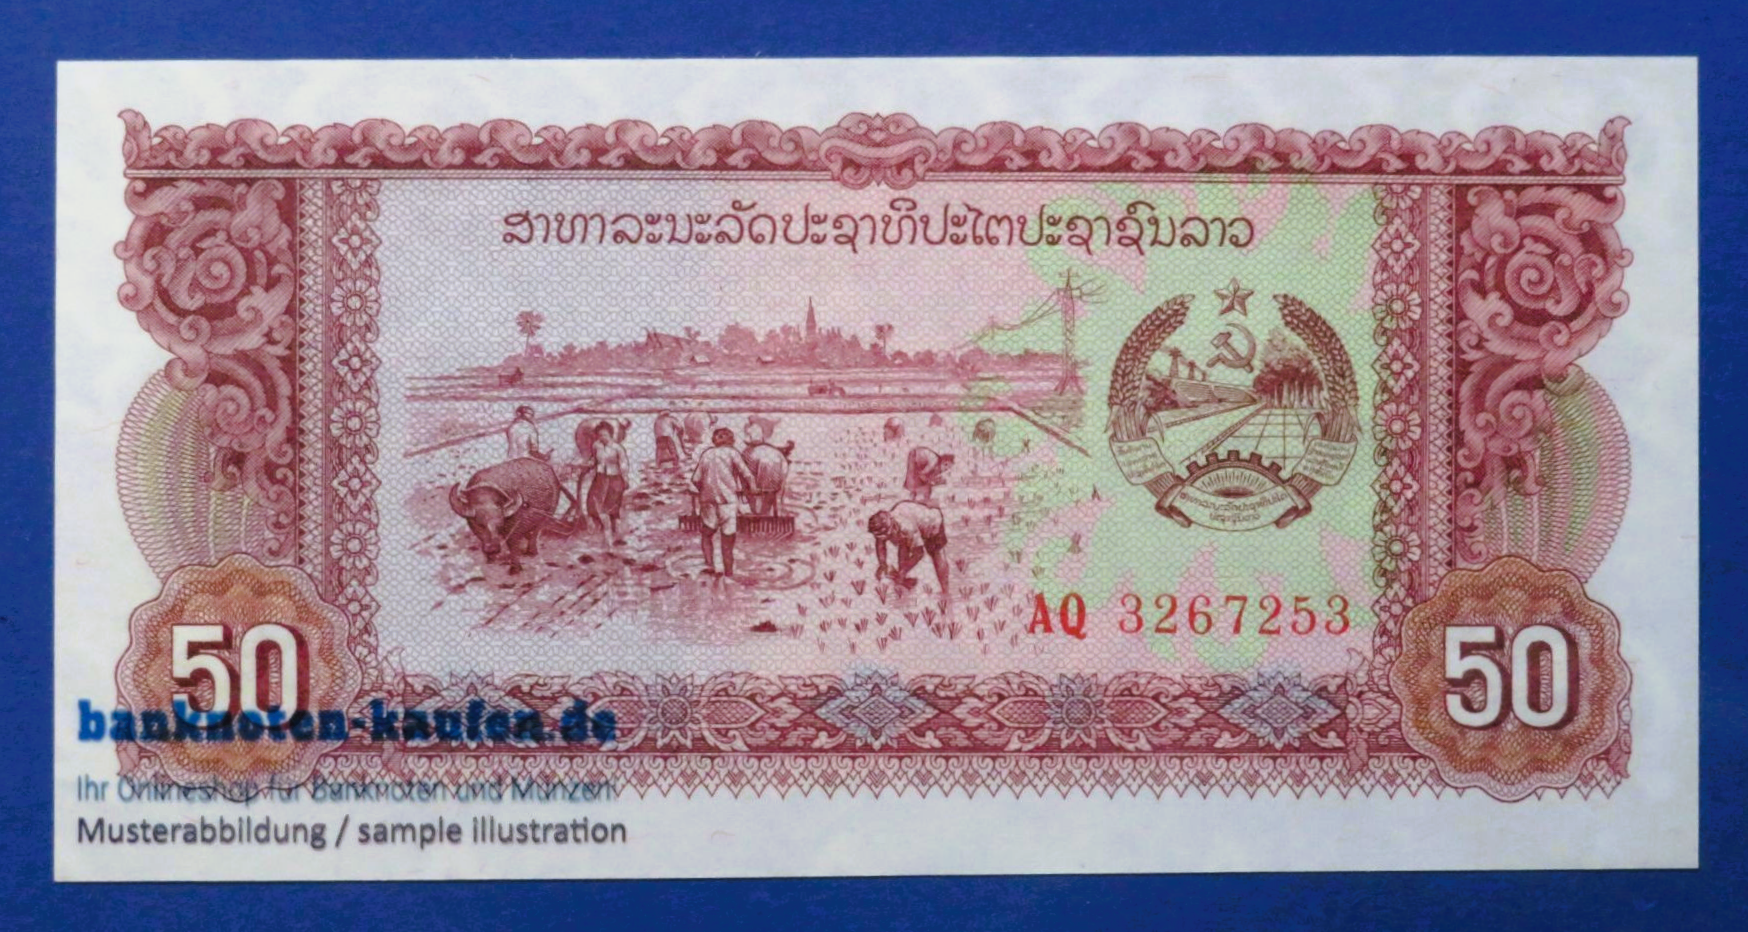 ສາທາລະນະລັດປະຊາທິປະໄຕປະຊາຊົນລາວ
AQ 3267253
50
50
banknoten-kaufen.de
Ihr Onlineshop für Banknoten und Münzen
Musterabbildung / sample illustration